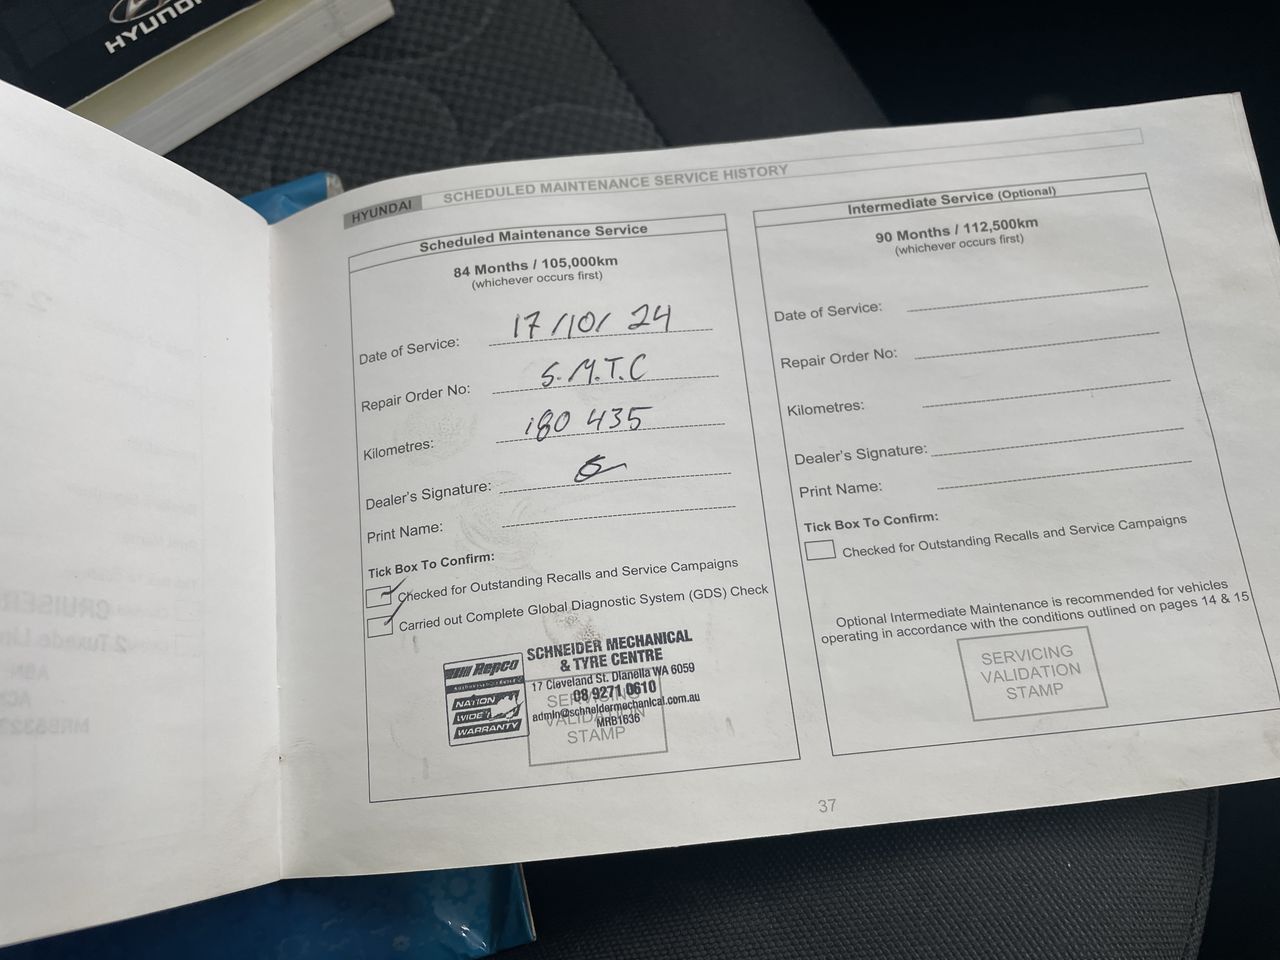 HYUNDAI
HYUNDAI SCHEDULED MAINTENANCE SERVICE HISTORY
Scheduled Maintenance Service
84 Months / 105,000km
(whichever occurs first)
Date of Service: 17/10/24
Repair Order No: S.M.T.C
Kilometres: 180 435
Dealer's Signature:
Print Name:
Tick Box To Confirm:
Checked for Outstanding Recalls and Service Campaigns
Carried out Complete Global Diagnostic System (GDS) Check
Repco
NATION
WIDE
WARRANTY
SCHNEIDER MECHANICAL
& TYRE CENTRE
17 Cleveland St. Dianella WA 6059
08 9271 0610
admin@schneidermechanical.com.au
MRB1636
SERVICING
VALIDATION
STAMP
Intermediate Service (Optional)
90 Months / 112,500km
(whichever occurs first)
Date of Service:
Repair Order No:
Kilometres:
Dealer's Signature:
Print Name:
Tick Box To Confirm:
Checked for Outstanding Recalls and Service Campaigns
Optional Intermediate Maintenance is recommended for vehicles
operating in accordance with the conditions outlined on pages 14 & 15
SERVICING
VALIDATION
STAMP
37